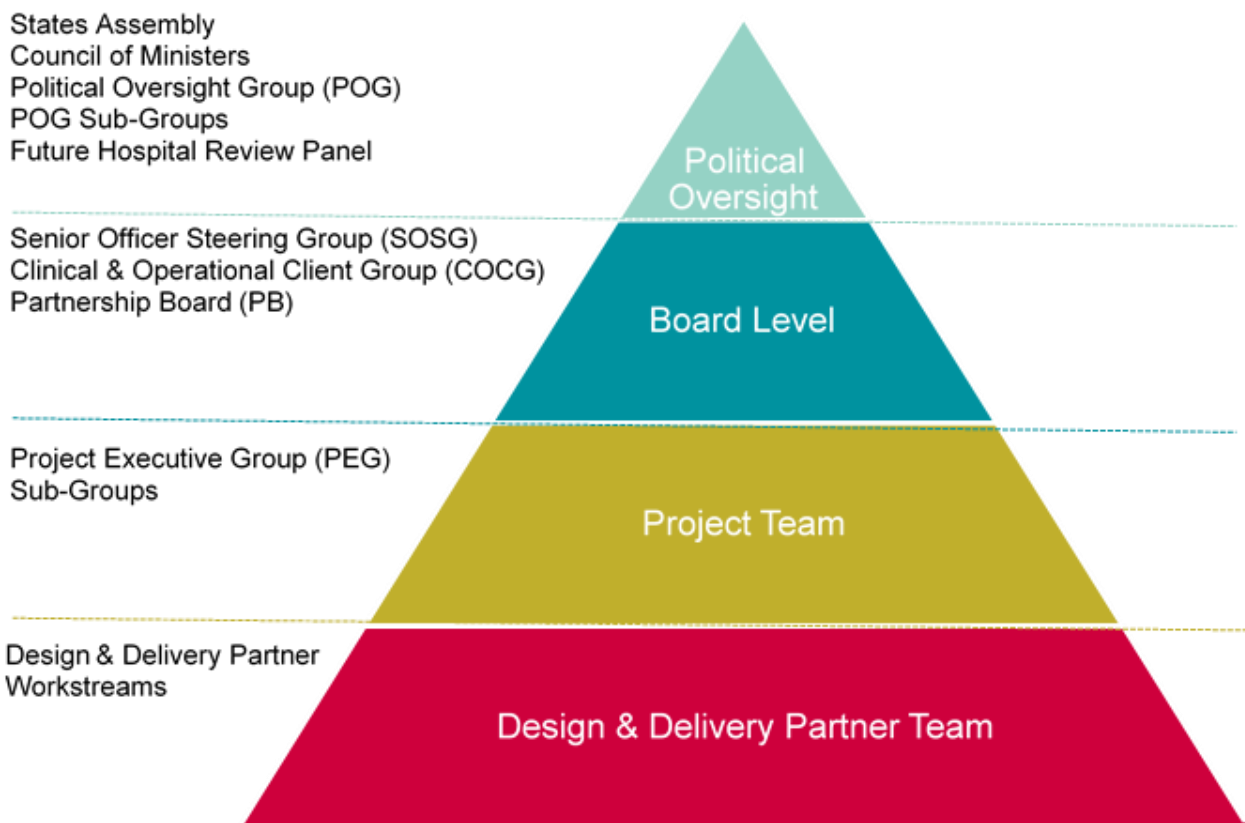 States Assembly
Council of Ministers
Political Oversight Group (POG)
POG Sub-Groups
Future Hospital Review Panel
Political
Oversight
Senior Officer Steering Group (SOSG)
Clinical & Operational Client Group (COCG)
Partnership Board (PB)
Board Level
Project Executive Group (PEG)
Sub-Groups
Project Team
Design & Delivery Partner
Workstreams
Design & Delivery Partner Team